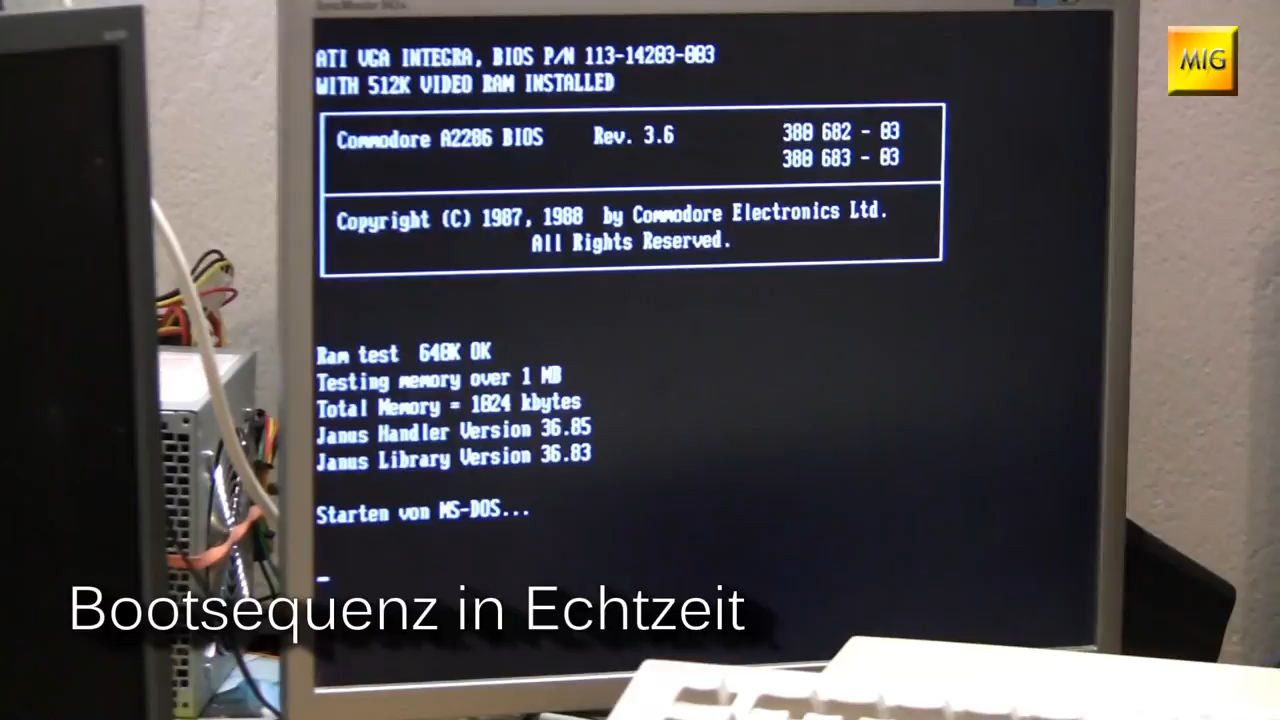 ATI VGA INTEGRA, BIOS P/N 113-14203-003
WITH 512K VIDEO RAM INSTALLED
Commodore A2286 BIOS Rev. 3.6 380 682 - 03
380 683 - 03
Copyright (C) 1987, 1988 by Commodore Electronics Ltd.
All Rights Reserved.
Ram test 640K OK
Testing memory over 1 MB
Total Memory = 1024 kbytes
Janus Handler Version 36.05
Janus Library Version 36.03
Starten von MS-DOS...
Bootsequenz in Echtzeit
MIG